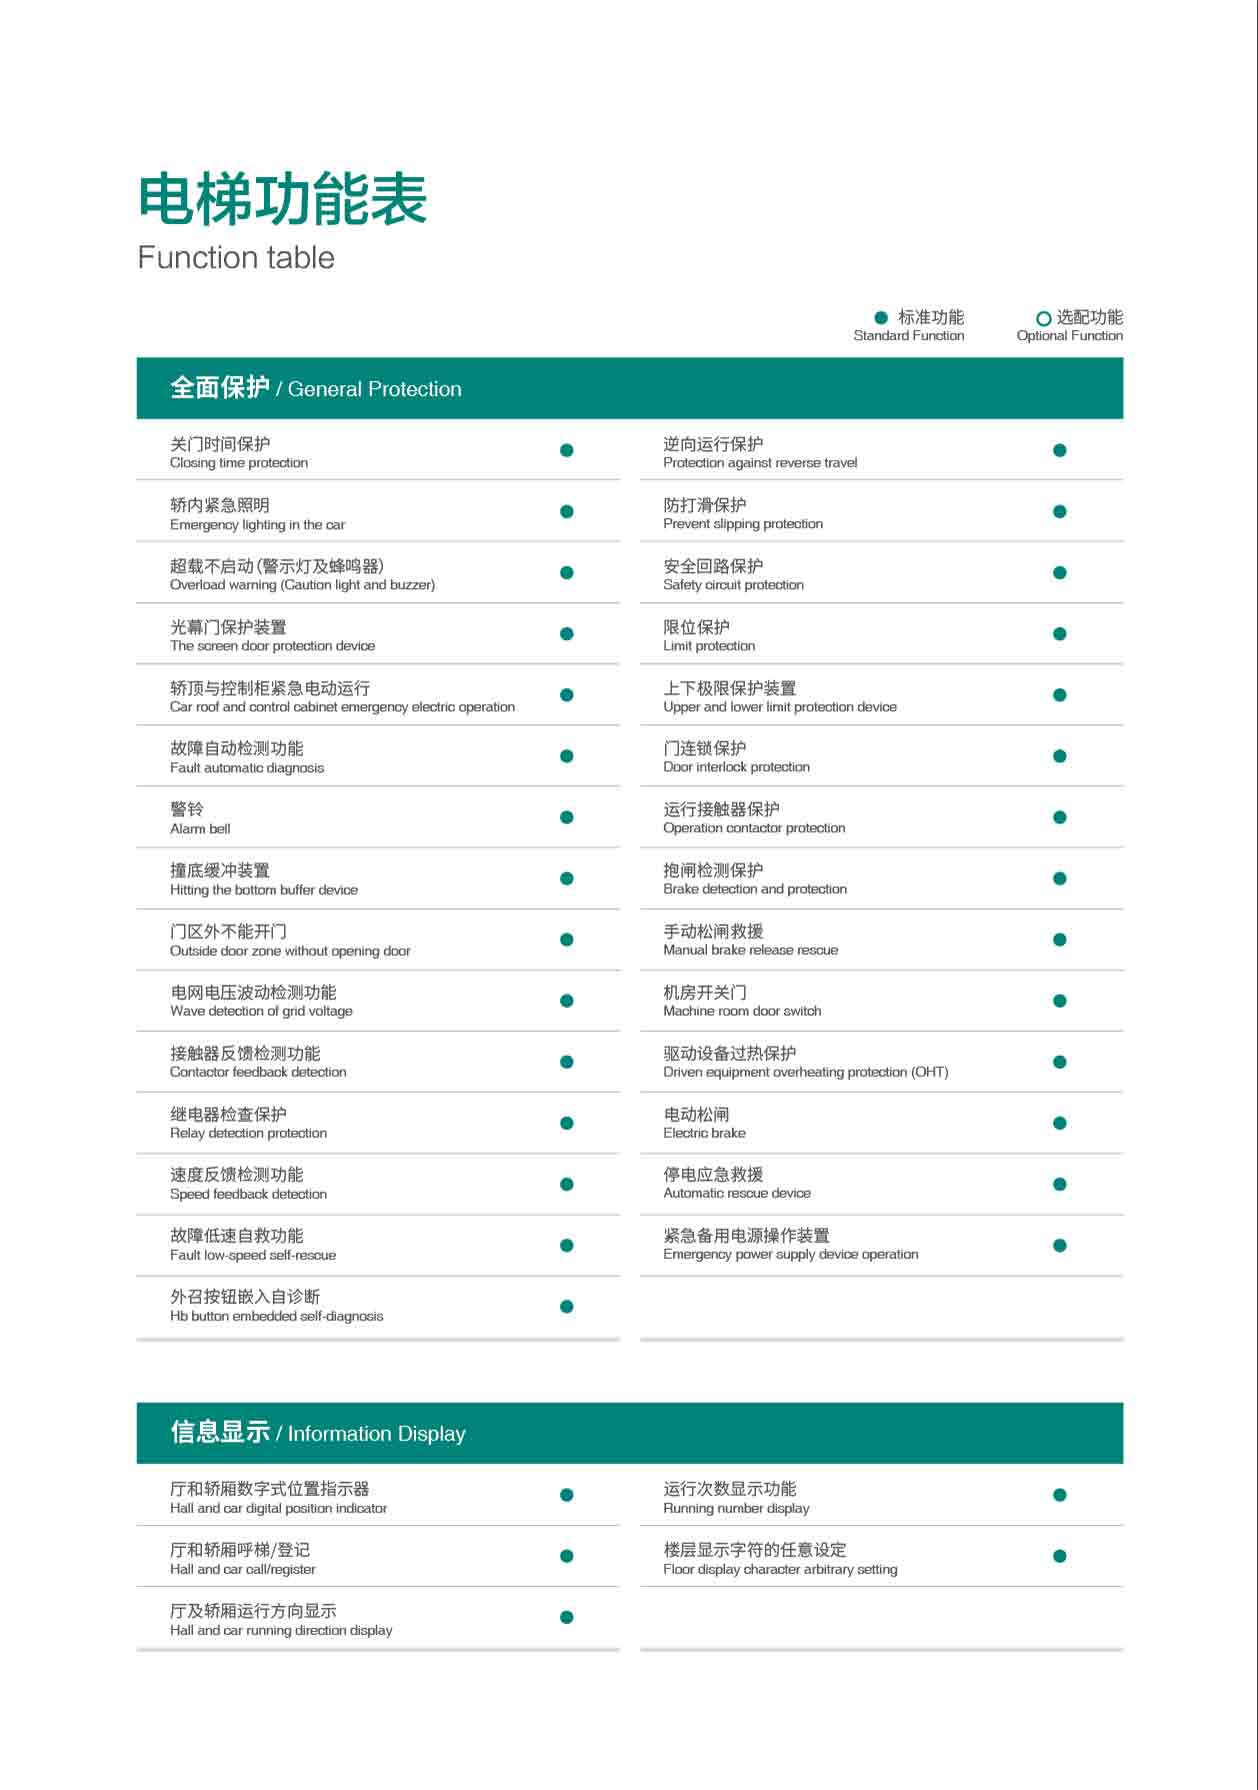 电梯功能表
Function table
● 标准功能
Standard Function
○ 选配功能
Optional Function
全面保护 / General Protection
关门时间保护
Closing time protection
逆向运行保护
Protection against reverse travel
轿内紧急照明
Emergency lighting in the car
防打滑保护
Prevent slipping protection
超载不启动(警示灯及蜂鸣器)
Overload warning (Caution light and buzzer)
安全回路保护
Safety circuit protection
光幕门保护装置
The screen door protection device
限位保护
Limit protection
轿顶与控制柜紧急电动运行
Car roof and control cabinet emergency electric operation
上下极限保护装置
Upper and lower limit protection device
故障自动检测功能
Fault automatic diagnosis
门连锁保护
Door interlock protection
警铃
Alarm bell
运行接触器保护
Operation contactor protection
撞底缓冲装置
Hitting the bottom buffer device
抱闸检测保护
Brake detection and protection
门区外不能开门
Outside door zone without opening door
手动松闸救援
Manual brake release rescue
电网电压波动检测功能
Wave detection of grid voltage
机房开关门
Machine room door switch
接触器反馈检测功能
Contactor feedback detection
驱动设备过热保护
Driven equipment overheating protection (OHT)
继电器检查保护
Relay detection protection
电动松闸
Electric brake
速度反馈检测功能
Speed feedback detection
停电应急救援
Automatic rescue device
故障低速自救功能
Fault low-speed self-rescue
紧急备用电源操作装置
Emergency power supply device operation
外召按钮嵌入自诊断
Hb button embedded self-diagnosis
信息显示 / Information Display
厅和轿厢数字式位置指示器
Hall and car digital position indicator
运行次数显示功能
Running number display
厅和轿厢呼梯/登记
Hall and car call/register
楼层显示字符的任意设定
Floor display character arbitrary setting
厅及轿厢运行方向显示
Hall and car running direction display